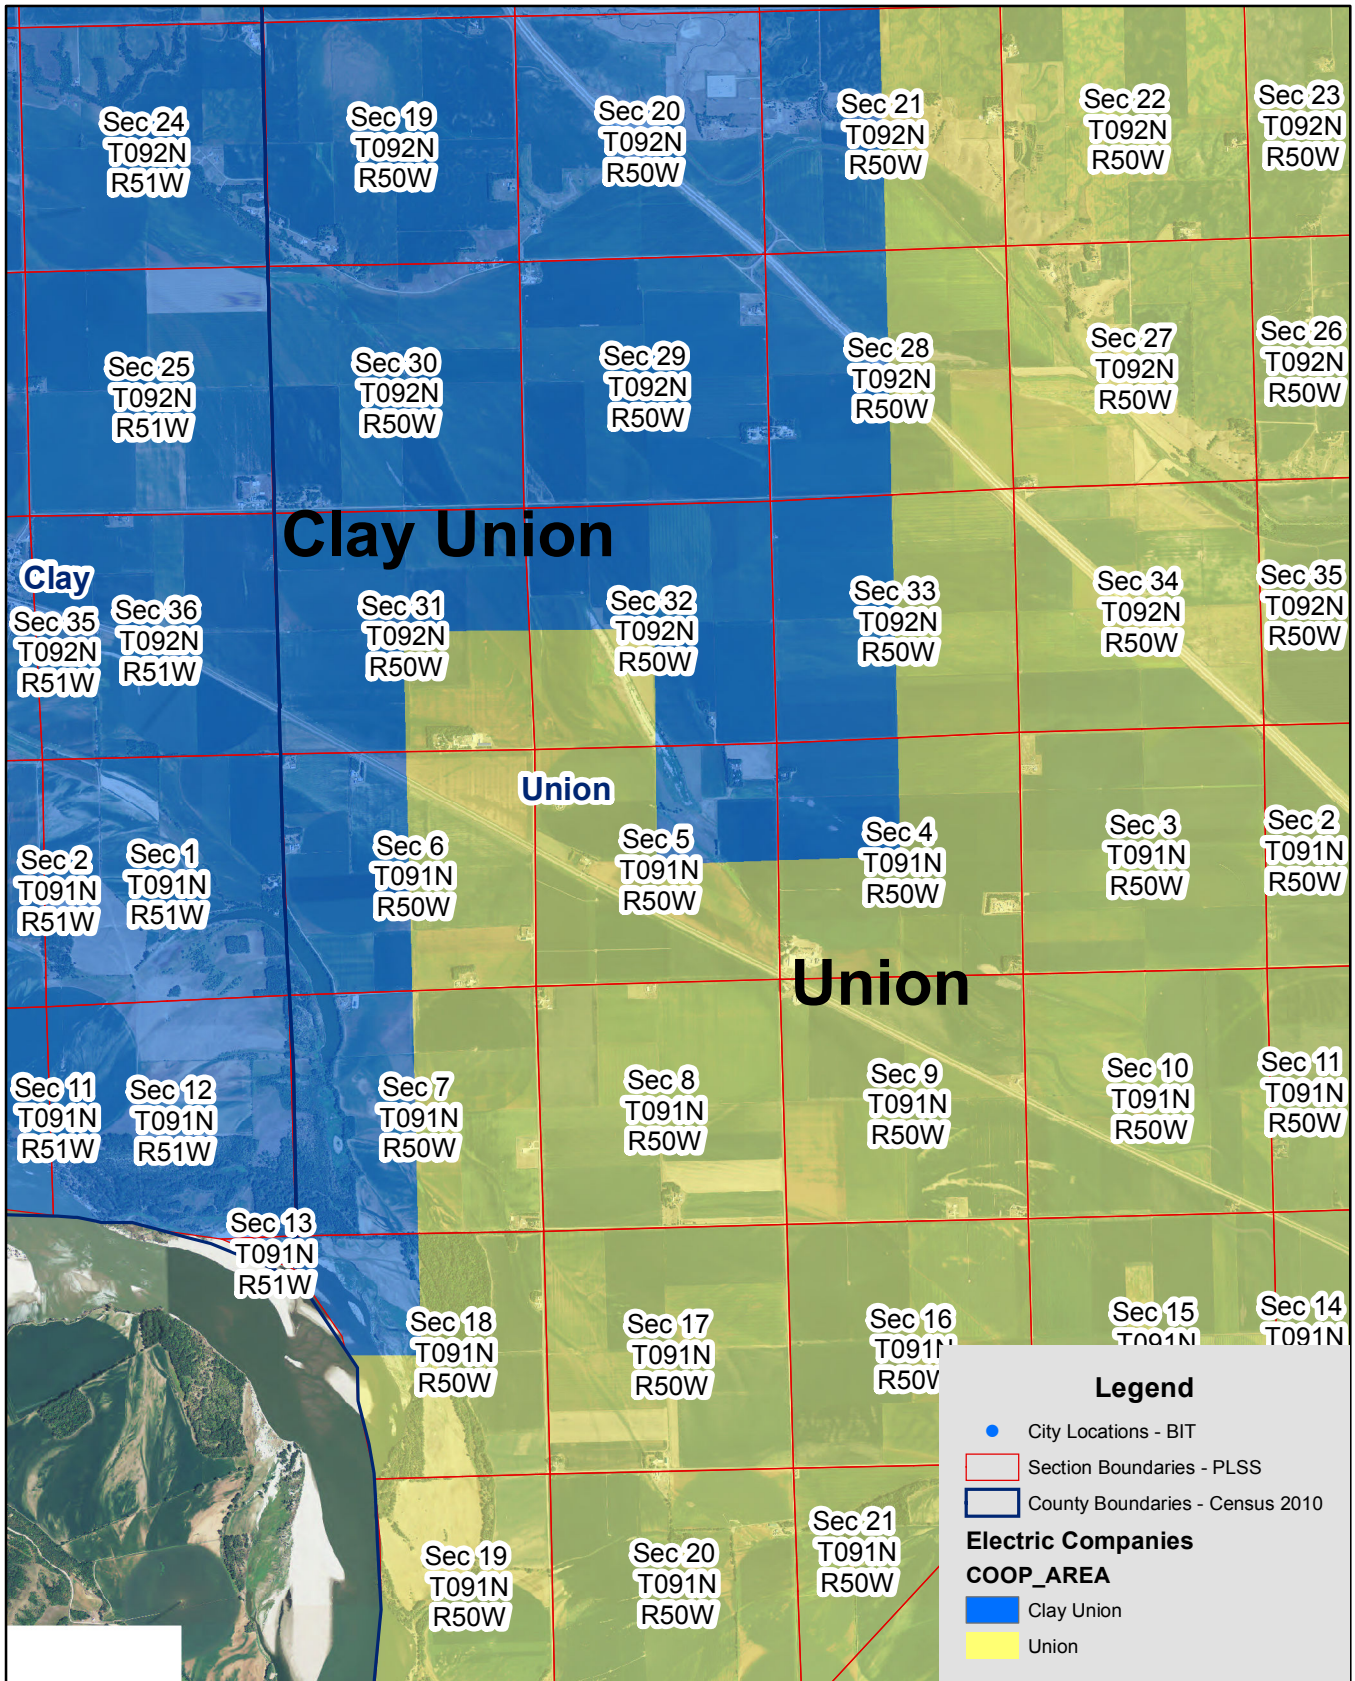 Sec 24
T092N
R51W
Sec 19
T092N
R50W
Sec 20
T092N
R50W
Sec 21
T092N
R50W
Sec 22
T092N
R50W
Sec 23
T092N
R50W
Sec 25
T092N
R51W
Sec 30
T092N
R50W
Sec 29
T092N
R50W
Sec 28
T092N
R50W
Sec 27
T092N
R50W
Sec 26
T092N
R50W
Clay Union
Clay
Sec 35
T092N
R51W
Sec 36
T092N
R51W
Sec 31
T092N
R50W
Sec 32
T092N
R50W
Sec 33
T092N
R50W
Sec 34
T092N
R50W
Sec 35
T092N
R50W
Union
Sec 2
T091N
R51W
Sec 1
T091N
R51W
Sec 6
T091N
R50W
Sec 5
T091N
R50W
Sec 4
T091N
R50W
Sec 3
T091N
R50W
Sec 2
T091N
R50W
Union
Sec 11
T091N
R51W
Sec 12
T091N
R51W
Sec 7
T091N
R50W
Sec 8
T091N
R50W
Sec 9
T091N
R50W
Sec 10
T091N
R50W
Sec 11
T091N
R50W
Sec 13
T091N
R51W
Sec 18
T091N
R50W
Sec 17
T091N
R50W
Sec 16
T091N
R50W
Sec 15
T091N
Sec 14
T091N
Sec 19
T091N
R50W
Sec 20
T091N
R50W
Sec 21
T091N
R50W
Legend
City Locations - BIT
Section Boundaries - PLSS
County Boundaries - Census 2010
Electric Companies
COOP_AREA
Clay Union
Union